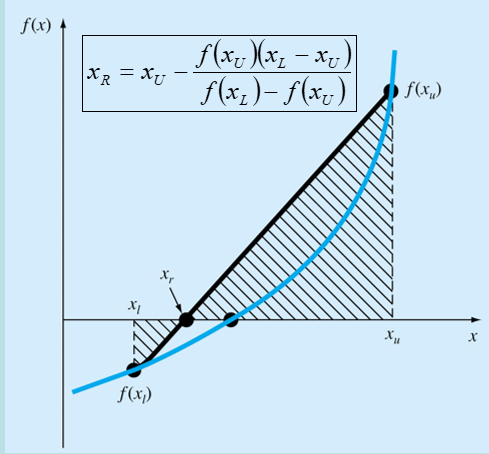 f(x)
x_R = x_U − f(x_U)(x_L − x_U) / f(x_L) − f(x_U)
f(x_u)
x_r
x_l
x_u
x
f(x_l)